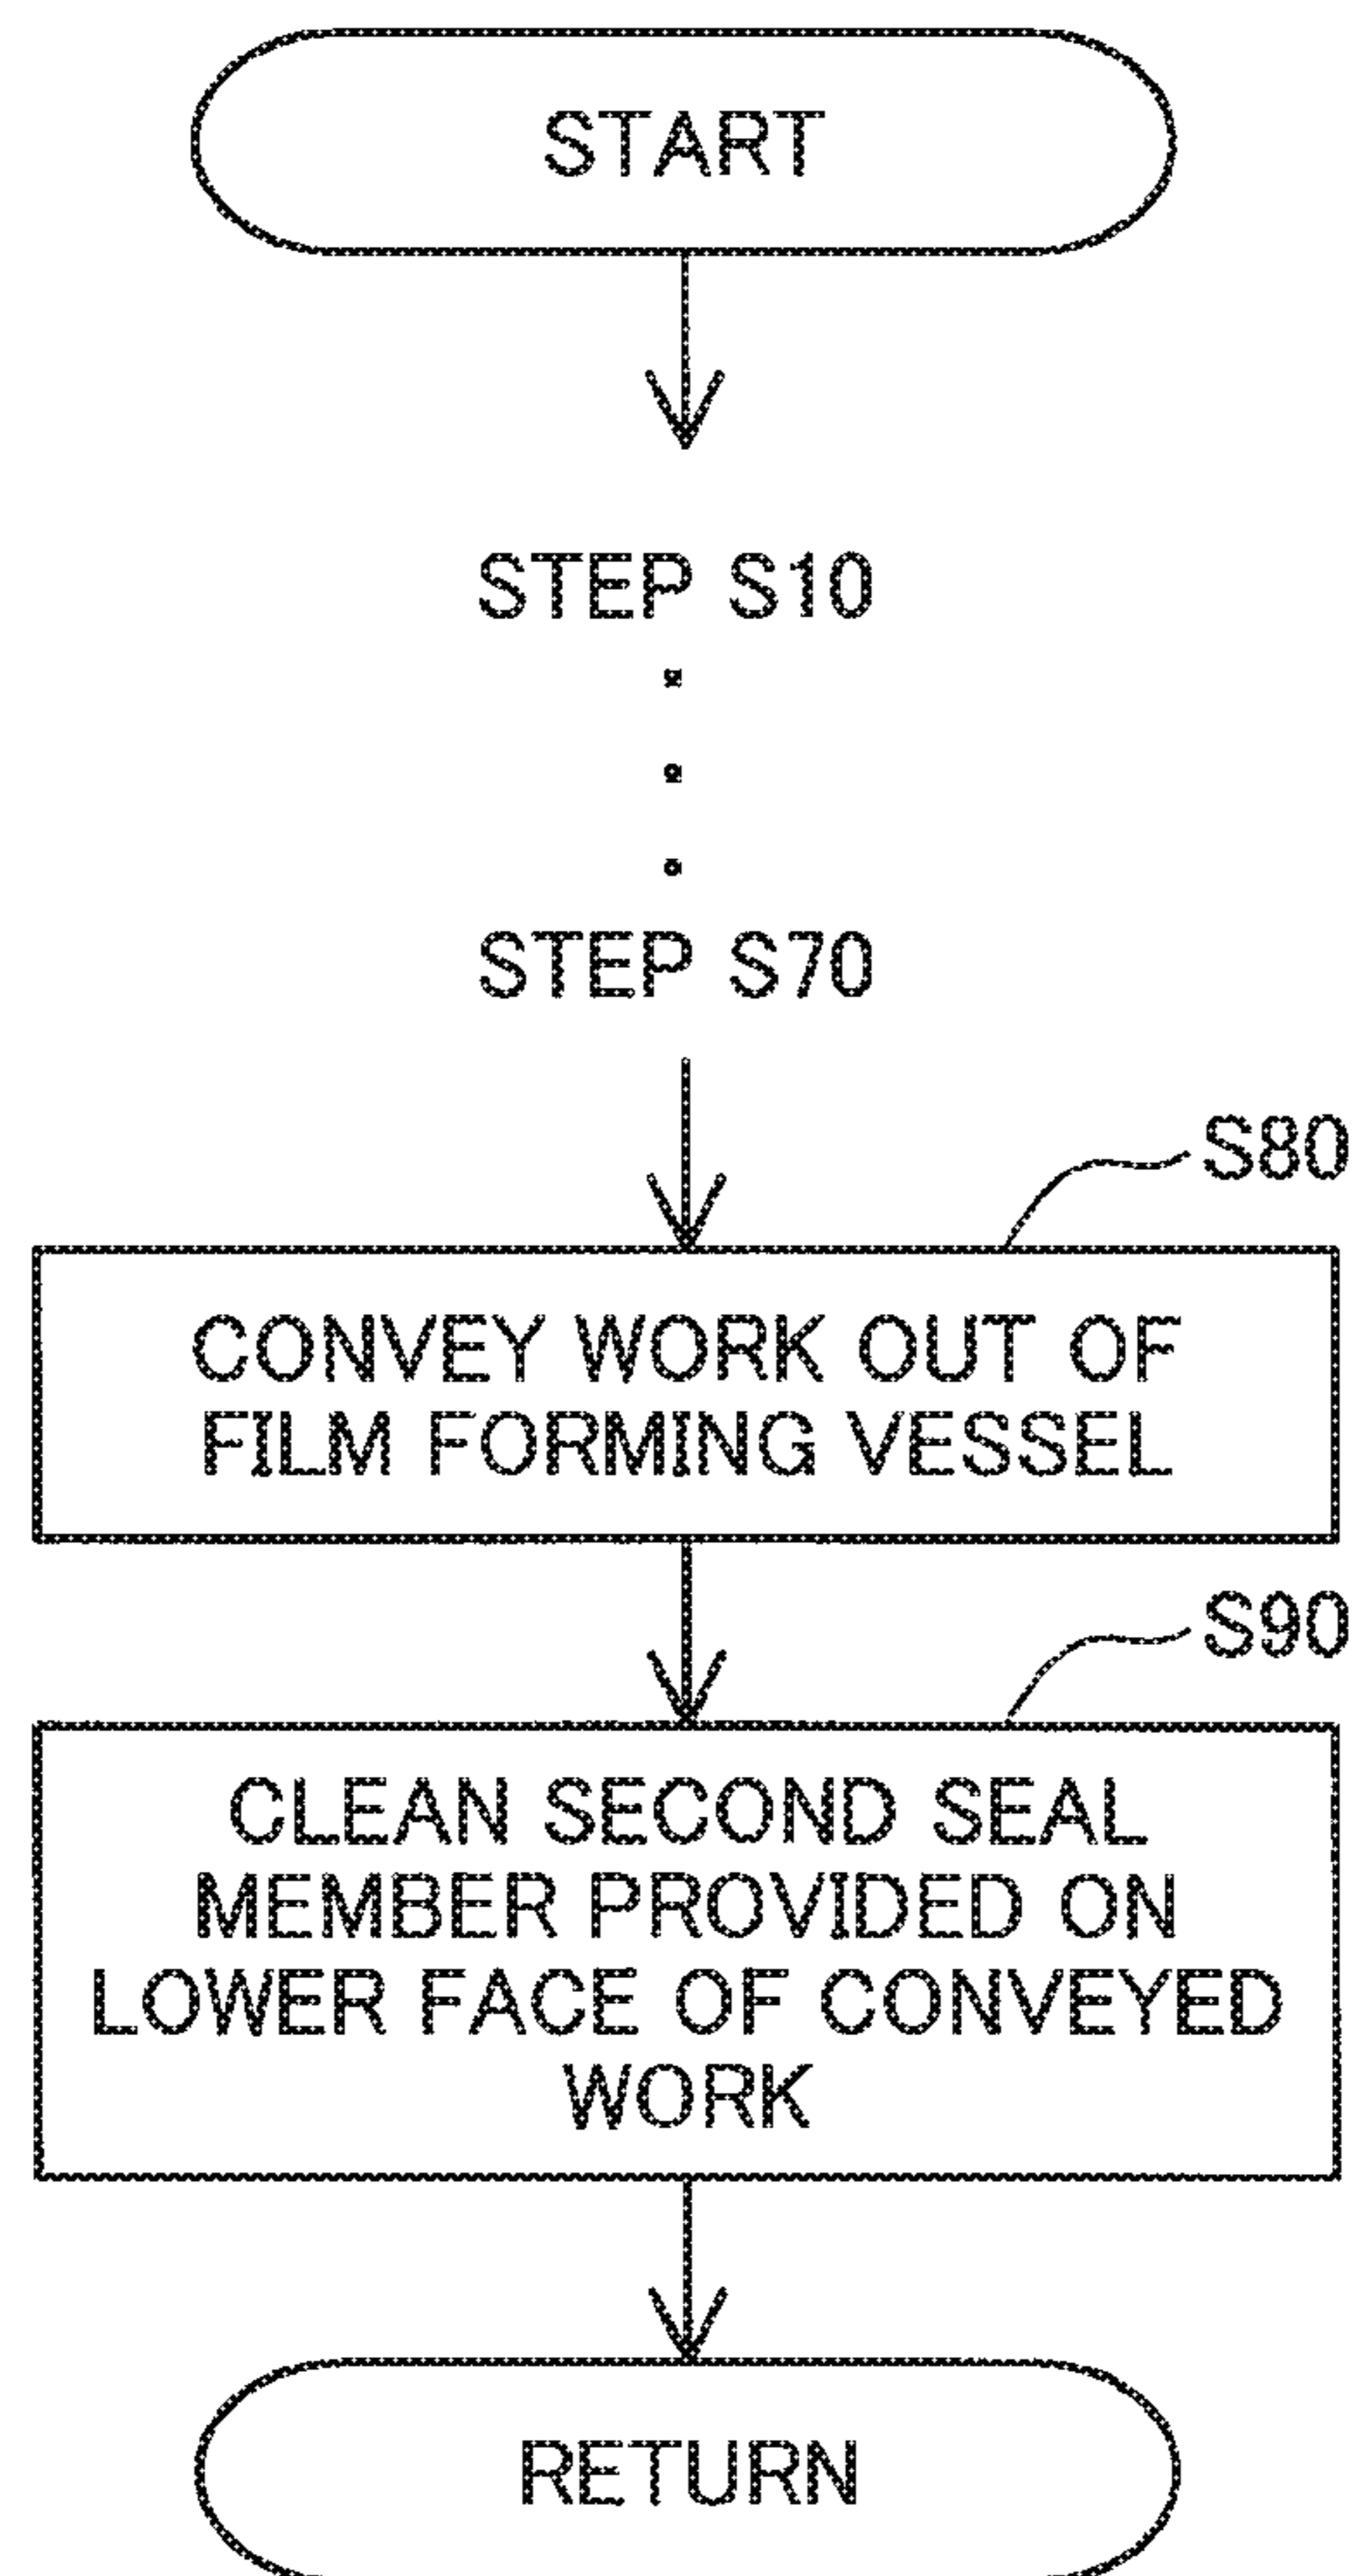 START
STEP S10
STEP S70
S80
CONVEY WORK OUT OF
FILM FORMING VESSEL
S90
CLEAN SECOND SEAL
MEMBER PROVIDED ON
LOWER FACE OF CONVEYED
WORK
RETURN